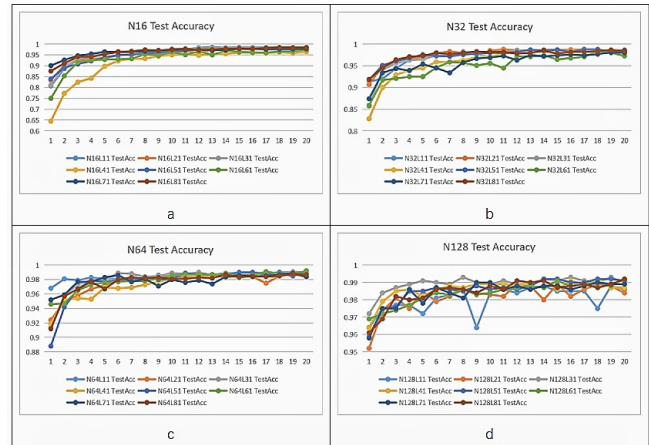 N16 Test Accuracy
1
0.95
0.9
0.85
0.8
0.75
0.7
0.65
0.6
1 2 3 4 5 6 7 8 9 10 11 12 13 14 15 16 17 18 19 20
N16L11 TestAcc N16L21 TestAcc N16L31 TestAcc
N16L41 TestAcc N16L51 TestAcc N16L61 TestAcc
N16L71 TestAcc N16L81 TestAcc
a
N32 Test Accuracy
1
0.95
0.9
0.85
0.8
1 2 3 4 5 6 7 8 9 10 11 12 13 14 15 16 17 18 19 20
N32L11 TestAcc N32L21 TestAcc N32L31 TestAcc
N32L41 TestAcc N32L51 TestAcc N32L61 TestAcc
N32L71 TestAcc N32L81 TestAcc
b
N64 Test Accuracy
1
0.98
0.96
0.94
0.92
0.9
0.88
1 2 3 4 5 6 7 8 9 10 11 12 13 14 15 16 17 18 19 20
N64L11 TestAcc N64L21 TestAcc N64L31 TestAcc
N64L41 TestAcc N64L51 TestAcc N64L61 TestAcc
N64L71 TestAcc N64L81 TestAcc
c
N128 Test Accuracy
1
0.99
0.98
0.97
0.96
0.95
1 2 3 4 5 6 7 8 9 10 11 12 13 14 15 16 17 18 19 20
N128L11 TestAcc N128L21 TestAcc N128L31 TestAcc
N128L41 TestAcc N128L51 TestAcc N128L61 TestAcc
N128L71 TestAcc N128L81 TestAcc
d